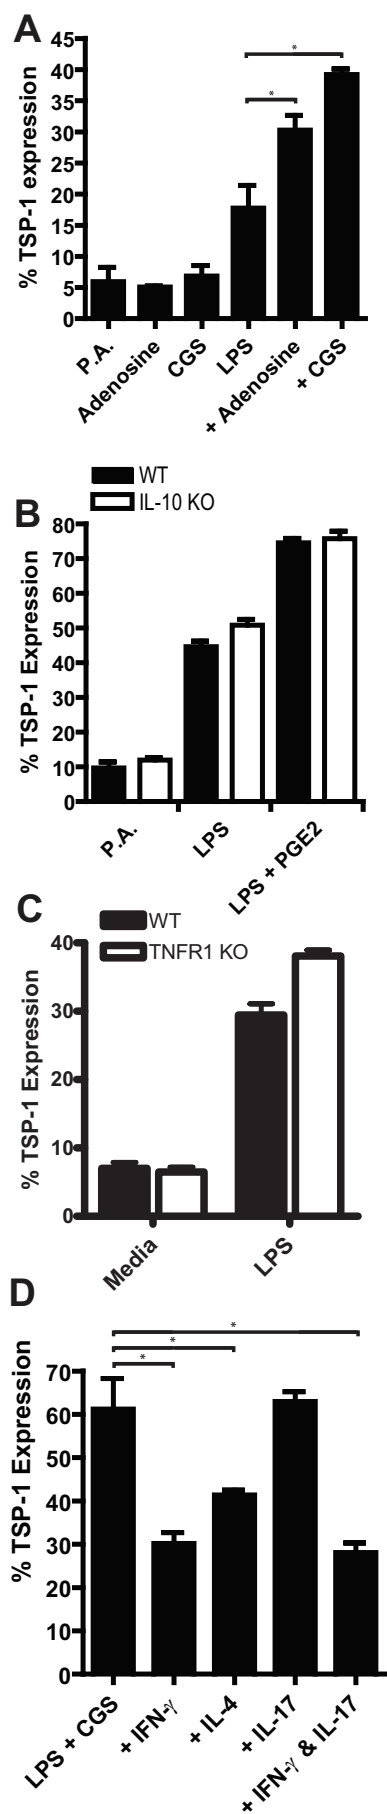 A
% TSP-1 expression
45
40
35
30
25
20
15
10
5
0
*
*
P.A.
Adenosine
CGS
LPS
+ Adenosine
+ CGS
WT
IL-10 KO
B
% TSP-1 Expression
80
70
60
50
40
30
20
10
0
P.A.
LPS
LPS + PGE2
C
WT
TNFR1 KO
% TSP-1 Expression
40
30
20
10
0
Media
LPS
D
*
*
*
% TSP-1 Expression
70
60
50
40
30
20
10
0
LPS + CGS
+ IFN-γ
+ IL-4
+ IL-17
+ IFN-γ & IL-17